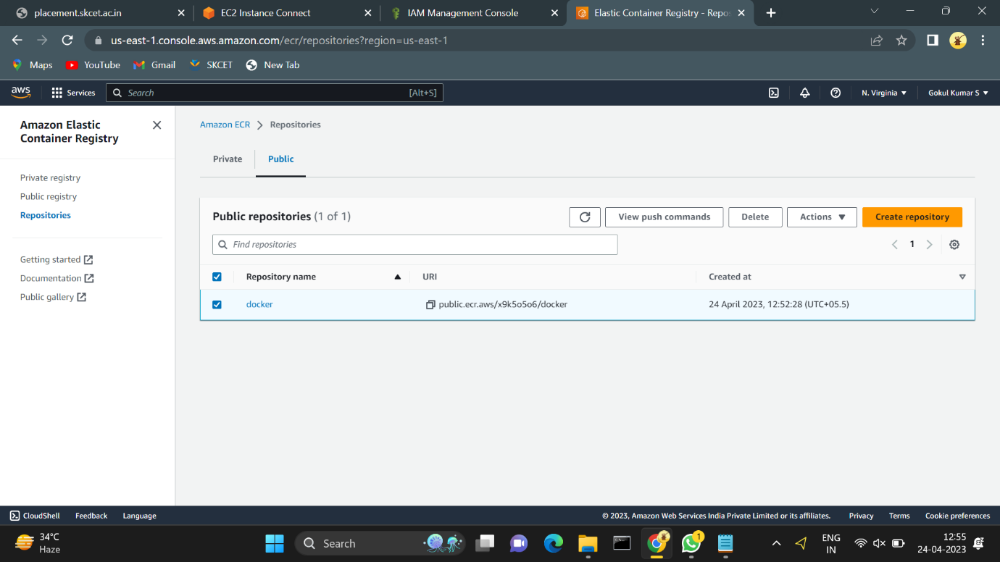 placement.skcet.ac.in
EC2 Instance Connect
IAM Management Console
Elastic Container Registry - Repos
us-east-1.console.aws.amazon.com/ecr/repositories?region=us-east-1
Maps
YouTube
Gmail
SKCET
New Tab
aws
Services
Search
[Alt+S]
N. Virginia
Gokul Kumar S
Amazon Elastic
Container Registry
Private registry
Public registry
Repositories
Getting started
Documentation
Public gallery
Amazon ECR
Repositories
Private
Public
Public repositories (1 of 1)
View push commands
Delete
Actions
Create repository
Find repositories
1
Repository name
URI
Created at
docker
public.ecr.aws/x9k5o5o6/docker
24 April 2023, 12:52:28 (UTC+05.5)
CloudShell
Feedback
Language
© 2023, Amazon Web Services India Private Limited or its affiliates.
Privacy
Terms
Cookie preferences
34°C
Haze
Search
1
ENG
IN
12:55
24-04-2023